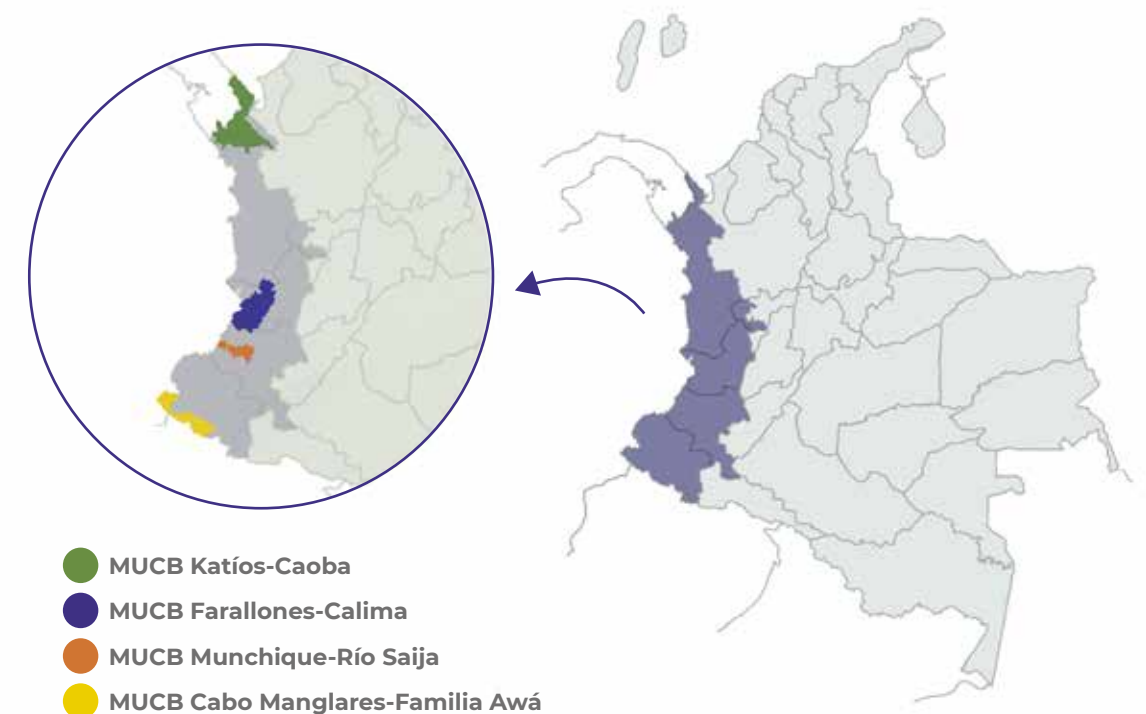 MUCB Katíos-Caoba
MUCB Farallones-Calima
MUCB Munchique-Río Saija
MUCB Cabo Manglares-Familia Awá